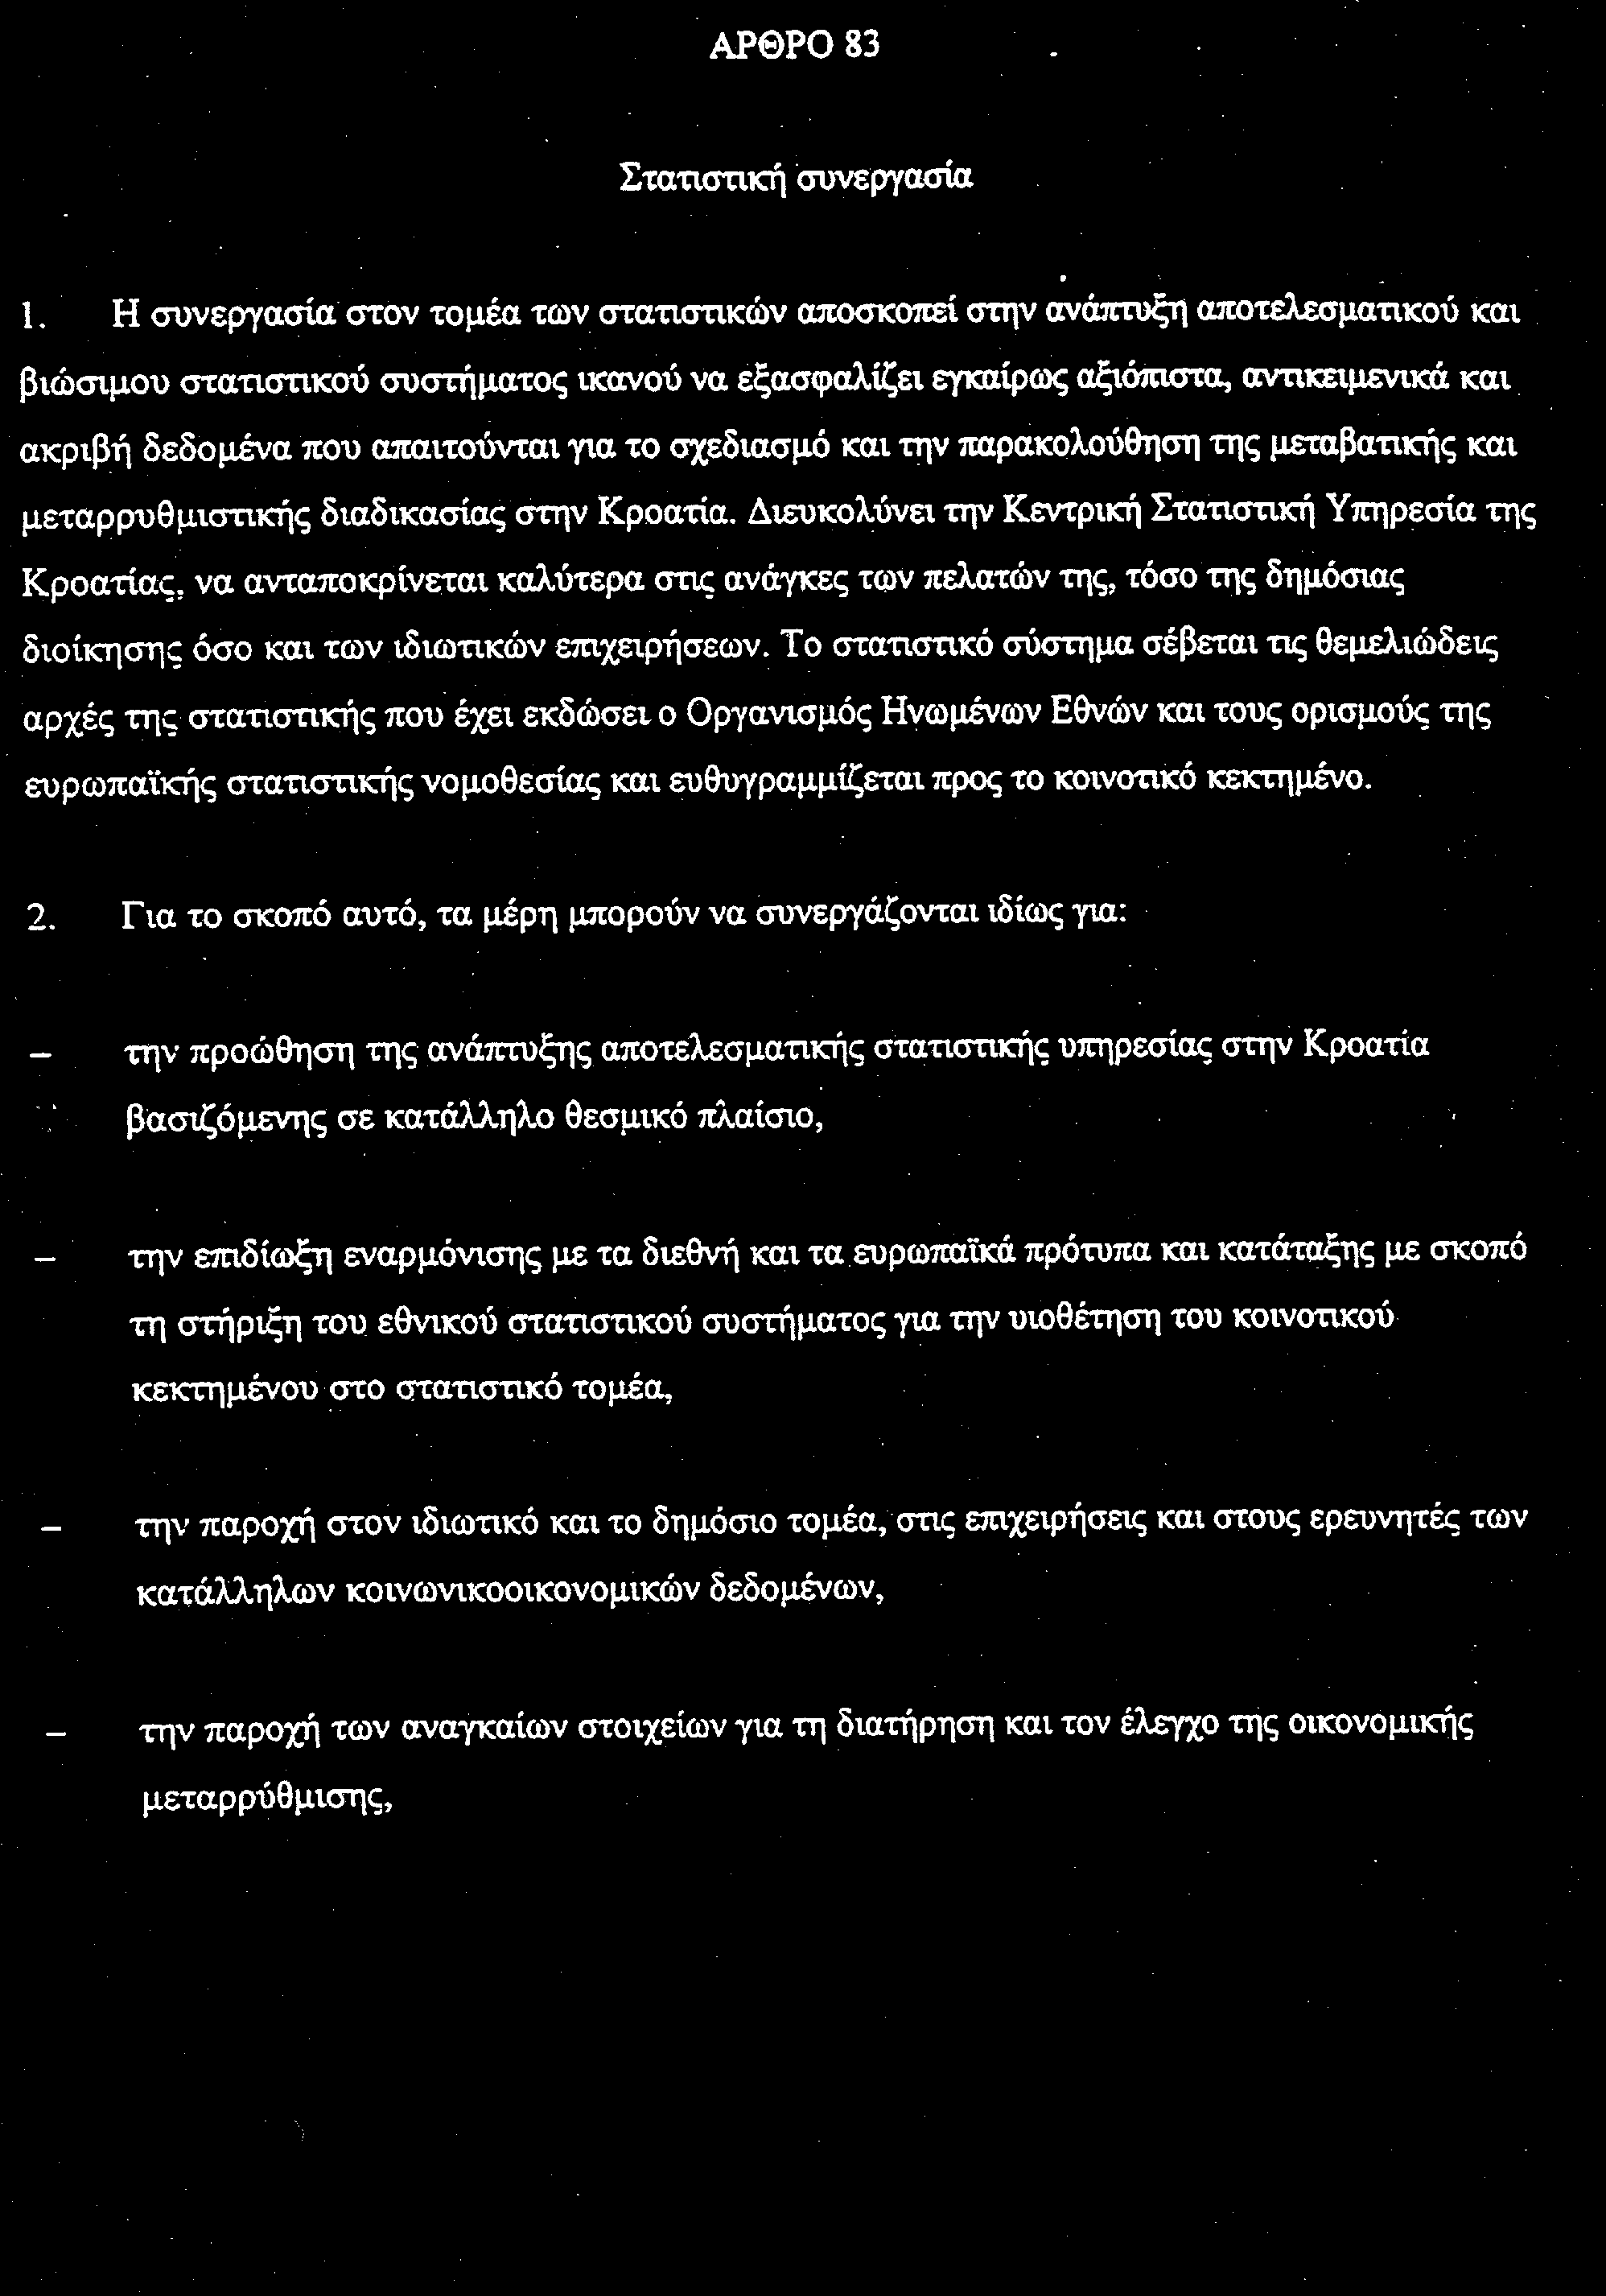 ΑΡΘΡΟ 83
Στατιστική συνεργασία
1. Η συνεργασία στον τομέα των στατιστικών αποσκοπεί στην ανάπτυξη αποτελεσματικού και
βιώσιμου στατιστικού συστήματος ικανού να εξασφαλίζει εγκαίρως αξιόπιστα, αντικειμενικά και
ακριβή δεδομένα που απαιτούνται για το σχεδιασμό και την παρακολούθηση της μεταβατικής και
μεταρρυθμιστικής διαδικασίας στην Κροατία. Διευκολύνει την Κεντρική Στατιστική Υπηρεσία της
Κροατίας, να ανταποκρίνεται καλύτερα στις ανάγκες των πελατών της, τόσο της δημόσιας
διοίκησης όσο και των ιδιωτικών επιχειρήσεων. Το στατιστικό σύστημα σέβεται τις θεμελιώδεις
αρχές της στατιστικής που έχει εκδώσει ο Οργανισμός Ηνωμένων Εθνών και τους ορισμούς της
ευρωπαϊκής στατιστικής νομοθεσίας και ευθυγραμμίζεται προς το κοινοτικό κεκτημένο.
2. Για το σκοπό αυτό, τα μέρη μπορούν να συνεργάζονται ιδίως για:
– την προώθηση της ανάπτυξης αποτελεσματικής στατιστικής υπηρεσίας στην Κροατία
βασιζόμενης σε κατάλληλο θεσμικό πλαίσιο,
– την επιδίωξη εναρμόνισης με τα διεθνή και τα ευρωπαϊκά πρότυπα και κατάταξης με σκοπό
τη στήριξη του εθνικού στατιστικού συστήματος για την υιοθέτηση του κοινοτικού
κεκτημένου στο στατιστικό τομέα,
– την παροχή στον ιδιωτικό και το δημόσιο τομέα, στις επιχειρήσεις και στους ερευνητές των
κατάλληλων κοινωνικοοικονομικών δεδομένων,
– την παροχή των αναγκαίων στοιχείων για τη διατήρηση και τον έλεγχο της οικονομικής
μεταρρύθμισης,